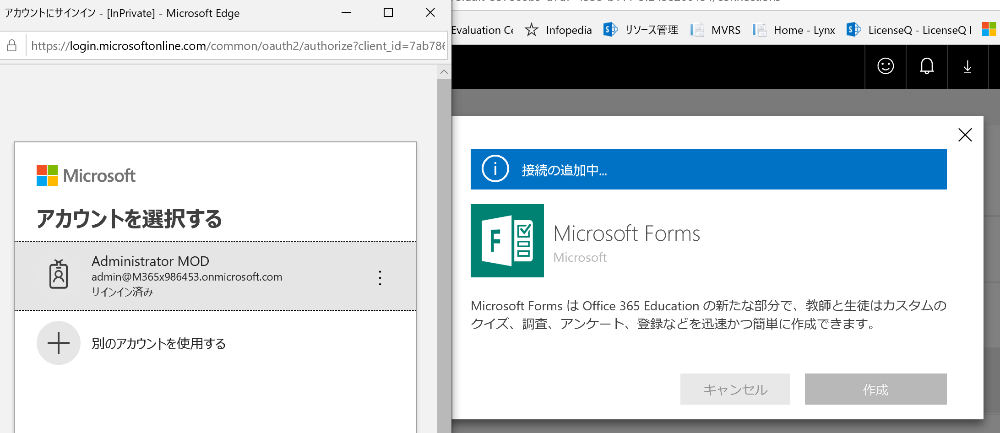 アカウントにサインイン - [InPrivate] - Microsoft Edge
https://login.microsoftonline.com/common/oauth2/authorize?client_id=7ab786
Microsoft
アカウントを選択する
Administrator MOD
admin@M365x986453.onmicrosoft.com
サインイン済み
別のアカウントを使用する
Evaluation Ce
Infopedia
リソース管理
MVRS
Home - Lynx
LicenseQ - LicenseQ
接続の追加中...
Microsoft Forms
Microsoft
Microsoft Forms は Office 365 Education の新たな部分で、教師と生徒はカスタムの
クイズ、調査、アンケート、登録などを迅速かつ簡単に作成できます。
キャンセル
作成